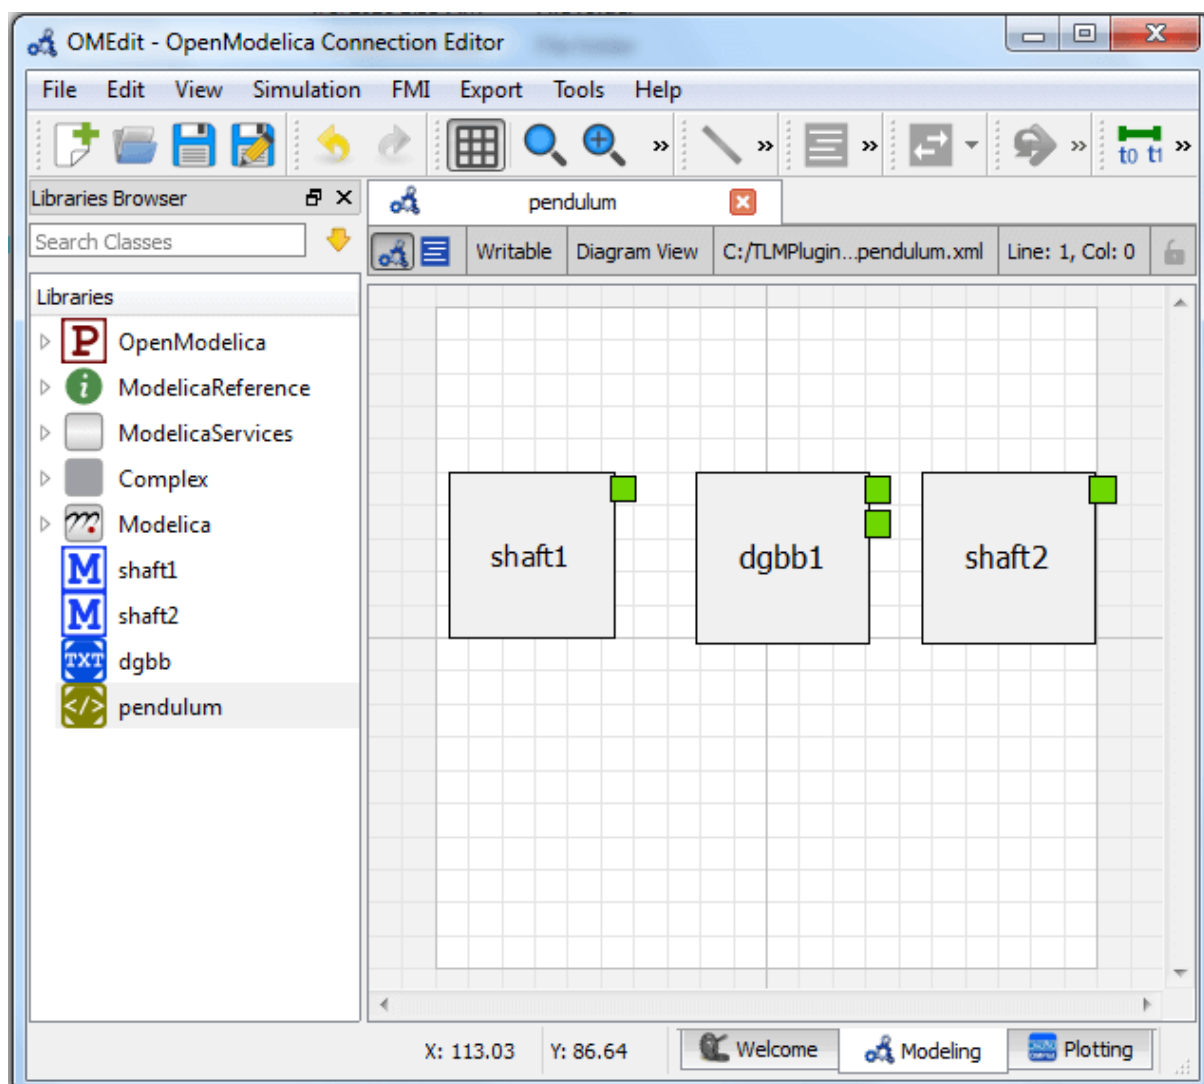 OMEdit - OpenModelica Connection Editor
File Edit View Simulation FMI Export Tools Help
t0 t1
Libraries Browser
pendulum
Search Classes
Writable Diagram View C:/TLMPlugin...pendulum.xml Line: 1, Col: 0
Libraries
P OpenModelica
i ModelicaReference
ModelicaServices
Complex
Modelica
M shaft1
M shaft2
TXT dgbb
</> pendulum
shaft1 dgbb1 shaft2
X: 113.03 Y: 86.64 Welcome Modeling Plotting